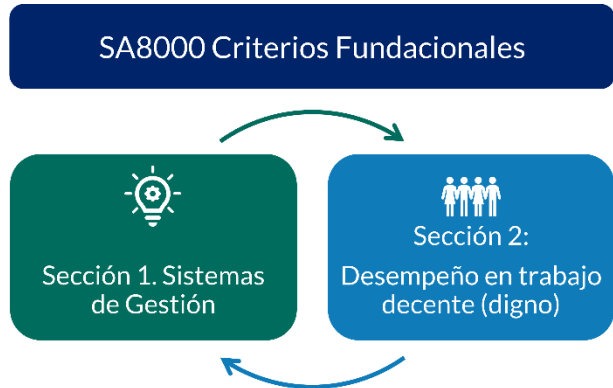 SA8000 Criterios Fundacionales
Sección 1. Sistemas
de Gestión
Sección 2:
Desempeño en trabajo
decente (digno)